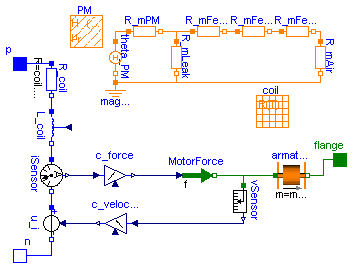 PM
R_mPM
R_mFe...
R_mFe...
R_mFe...
theta_PM
R_mLeak
R_mAir
mag...
coil
p
R_coil
R=coil....
L_coil
iSensor
c_force
MotorForce
f
armat...
m=m...
flange
vSensor
c_veloc...
u_i
n